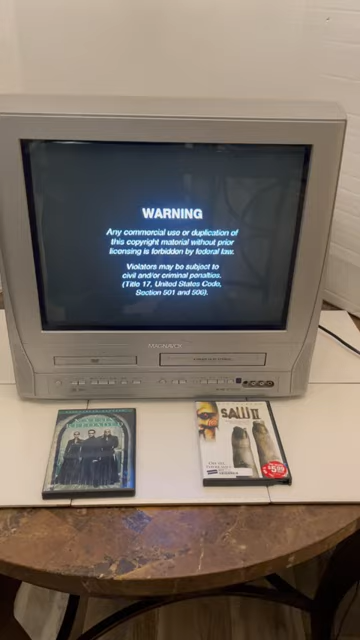 WARNING
Any commercial use or duplication of
this copyright material without prior
licensing is forbidden by federal law.
Violators may be subject to
civil and/or criminal penalties.
(Title 17, United States Code,
Section 501 and 506).
MAGNAVOX
SAW II
$5.99